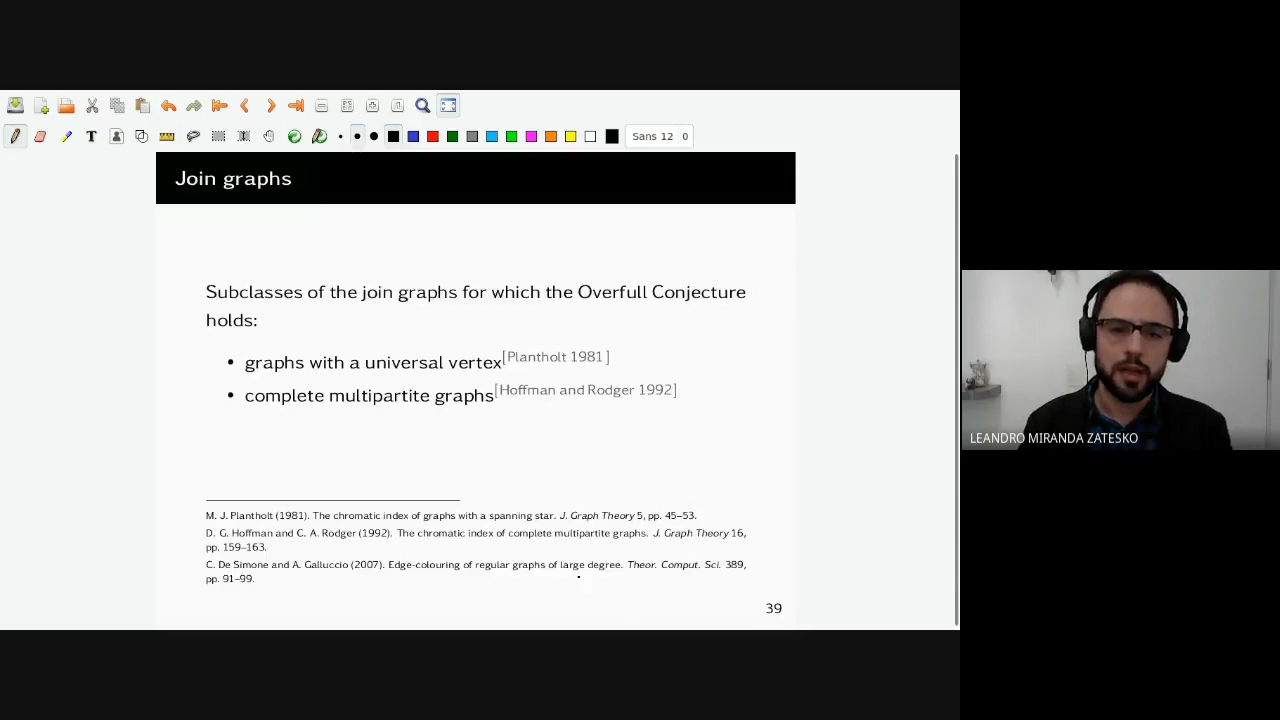 Sans 12 0
Join graphs
Subclasses of the join graphs for which the Overfull Conjecture
holds:
• graphs with a universal vertex[Plantholt 1981]
• complete multipartite graphs[Hoffman and Rodger 1992]
M. J. Plantholt (1981). The chromatic index of graphs with a spanning star. J. Graph Theory 5, pp. 45–53.
D. G. Hoffman and C. A. Rodger (1992). The chromatic index of complete multipartite graphs. J. Graph Theory 16,
pp. 159–163.
C. De Simone and A. Galluccio (2007). Edge-colouring of regular graphs of large degree. Theor. Comput. Sci. 389,
pp. 91–99.
39
LEANDRO MIRANDA ZATESKO